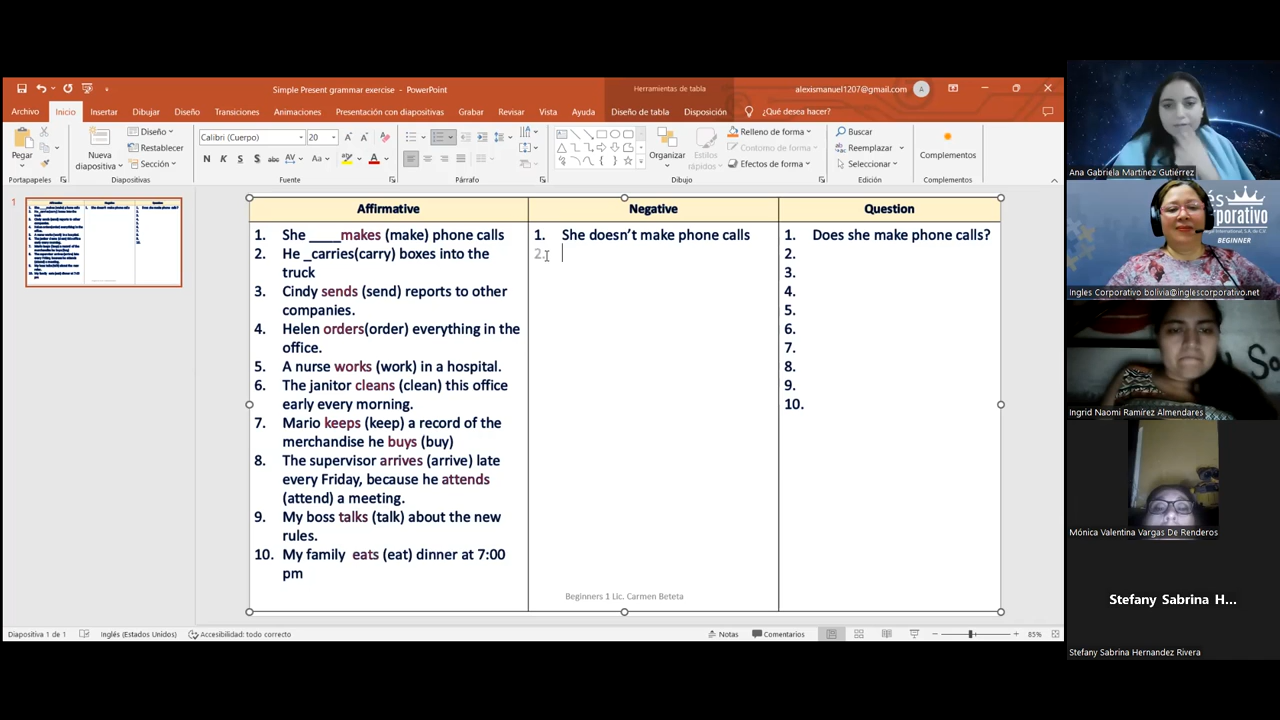 Simple Present grammar exercise - PowerPoint
Herramientas de tabla
alexismanuel1207@gmail.com
A
Archivo Inicio Insertar Dibujar Diseño Transiciones Animaciones Presentación con diapositivas Grabar Revisar Vista Ayuda Diseño de tabla Disposición ¿Qué desea hacer?
Pegar
Nueva diapositiva
Diseño
Restablecer
Sección
Calibri (Cuerpo) 20
N K S S abc AV Aa A
Organizar
Estilos rápidos
Relleno de forma
Contorno de forma
Efectos de forma
Buscar
Reemplazar
Seleccionar
Complementos
Portapapeles Diapositivas Fuente Párrafo Dibujo Edición Complementos
1
Affirmative Negative Question
1. She ____makes (make) phone calls
2. He _carries(carry) boxes into the
truck
3. Cindy sends (send) reports to other
companies.
4. Helen orders(order) everything in the
office.
5. A nurse works (work) in a hospital.
6. The janitor cleans (clean) this office
early every morning.
7. Mario keeps (keep) a record of the
merchandise he buys (buy)
8. The supervisor arrives (arrive) late
every Friday, because he attends
(attend) a meeting.
9. My boss talks (talk) about the new
rules.
10. My family eats (eat) dinner at 7:00
pm
1. She doesn't make phone calls
2.
1. Does she make phone calls?
2.
3.
4.
5.
6.
7.
8.
9.
10.
Beginners 1 Lic. Carmen Beteta
Diapositiva 1 de 1 Inglés (Estados Unidos) Accesibilidad: todo correcto Notas Comentarios 85%
Ana Gabriela Martínez Gutiérrez
Corporativo
BEGINNER
Ingles Corporativo bolivia@inglescorporativo.net
Ingrid Naomi Ramírez Almendares
Mónica Valentina Vargas De Renderos
Stefany Sabrina H...
Stefany Sabrina Hernandez Rivera